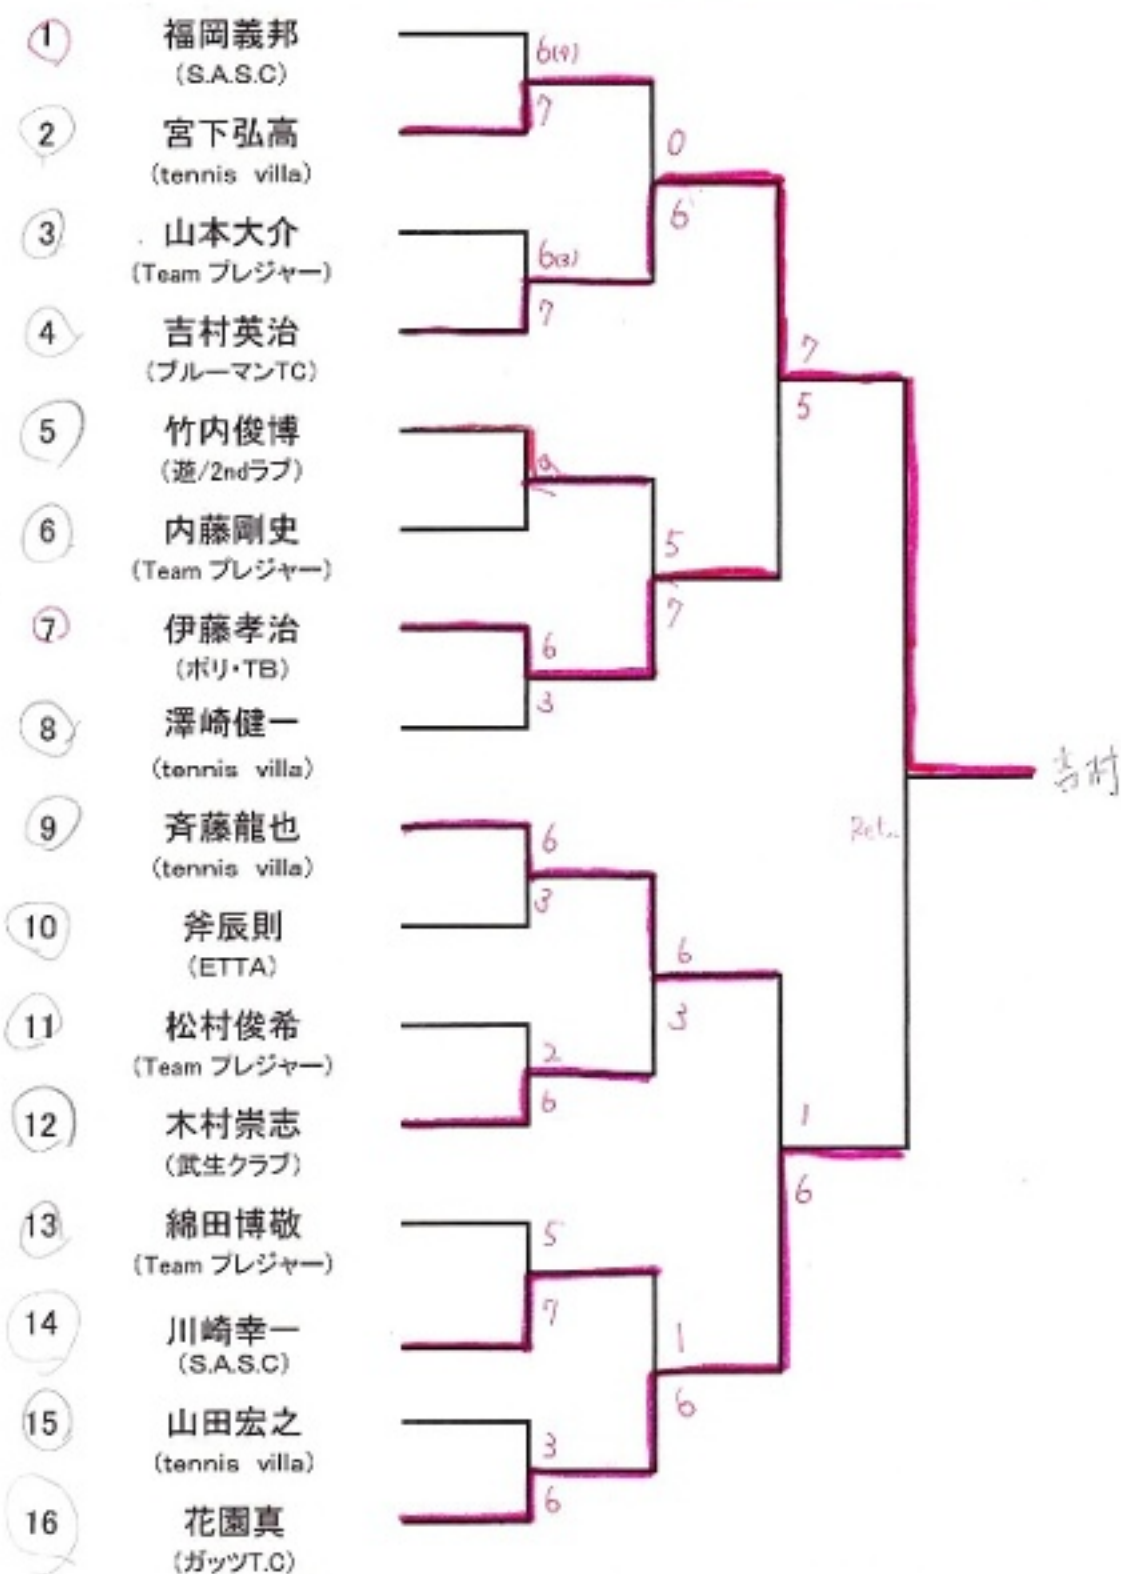 1 福岡義邦
(S.A.S.C)
2 宮下弘高
(tennis villa)
3 山本大介
(Team プレジャー)
4 吉村英治
(ブルーマンTC)
5 竹内俊博
(遊/2ndラブ)
6 内藤剛史
(Team プレジャー)
7 伊藤孝治
(ポリ・TB)
8 澤崎健一
(tennis villa)
9 斉藤龍也
(tennis villa)
10 斧辰則
(ETTA)
11 松村俊希
(Team プレジャー)
12 木村崇志
(武生クラブ)
13 綿田博敬
(Team プレジャー)
14 川崎幸一
(S.A.S.C)
15 山田宏之
(tennis villa)
16 花園真
(ガッツT.C)
7
6(3)
7
6
3
6
3
2
6
5
7
3
6
0
6
5
7
6
3
1
6
7
5
1
6
Ret.
吉村